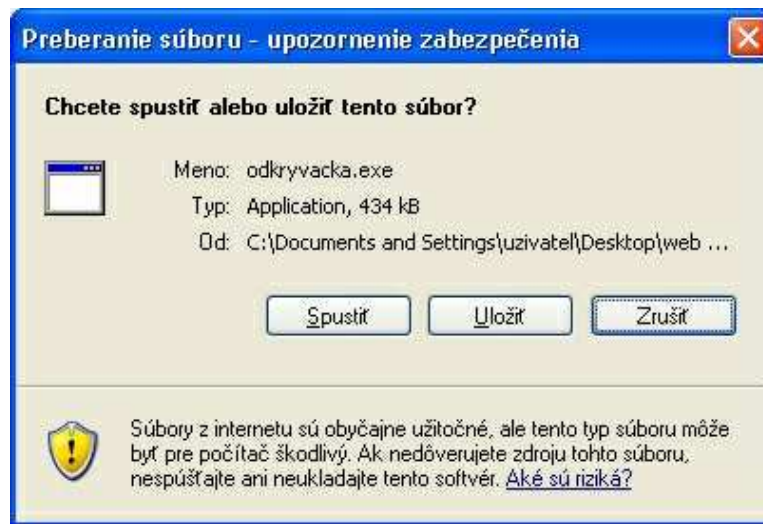 Preberanie súboru - upozornenie zabezpečenia
Chcete spustiť alebo uložiť tento súbor?
Meno: odkryvacka.exe
Typ: Application, 434 kB
Od: C:\Documents and Settings\uzivatel\Desktop\web ...
Spustiť Uložiť Zrušiť
Súbory z internetu sú obyčajne užitočné, ale tento typ súboru môže
byť pre počítač škodlivý. Ak nedôverujete zdroju tohto súboru,
nespúšťajte ani neukladajte tento softvér. Aké sú riziká?